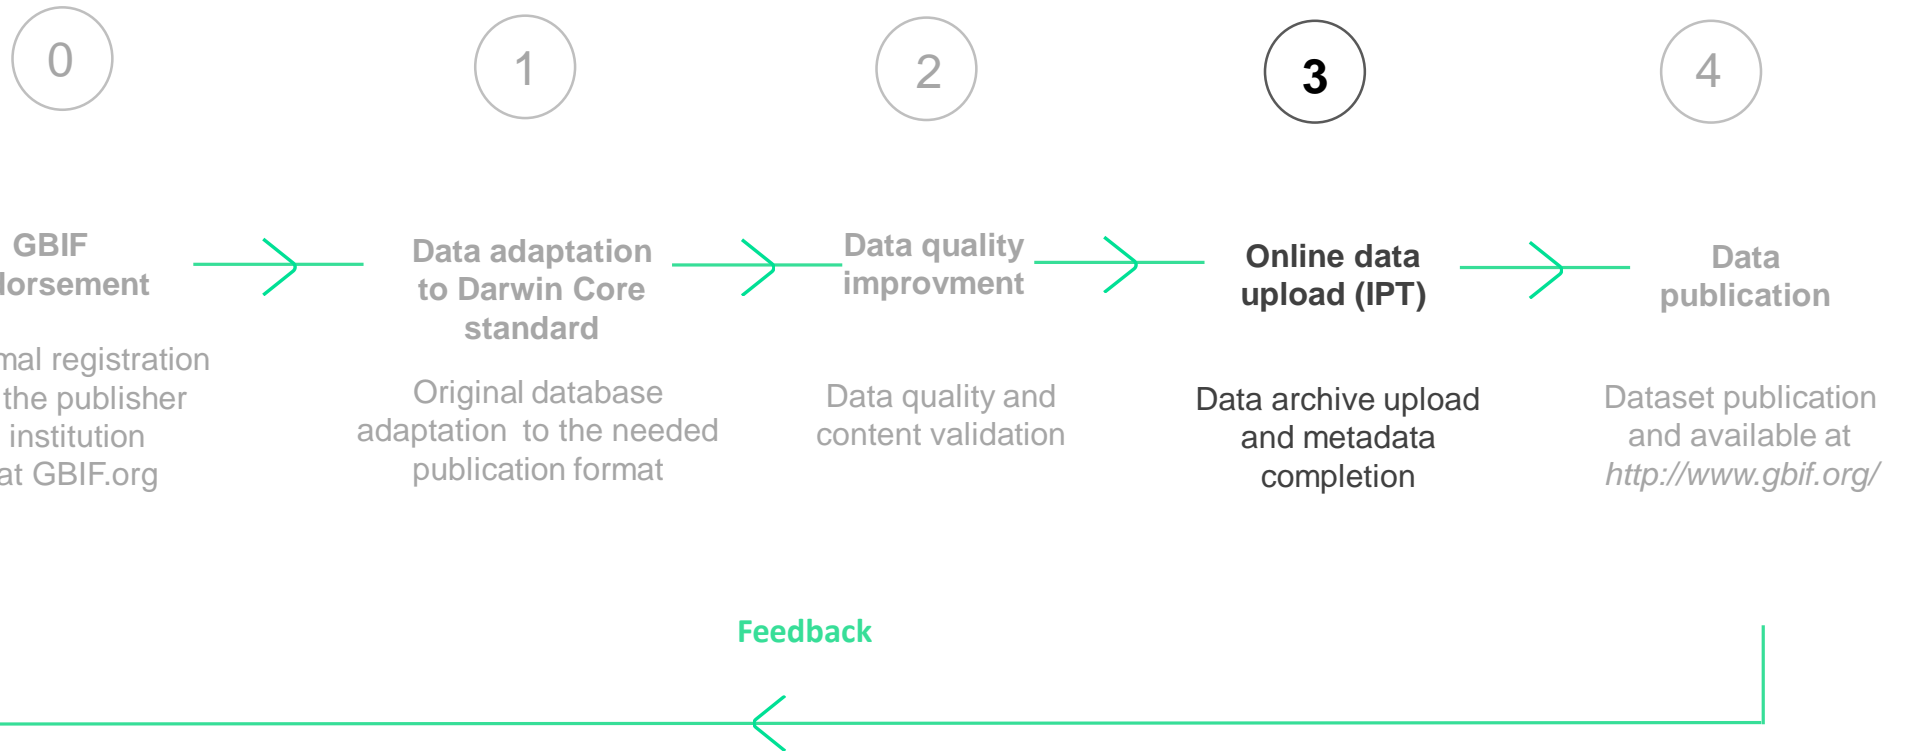 0
1
2
3
4
GBIF
dorsement
mal registration
the publisher
institution
at GBIF.org
Data adaptation
to Darwin Core
standard
Original database
adaptation to the needed
publication format
Data quality
improvment
Data quality and
content validation
Online data
upload (IPT)
Data archive upload
and metadata
completion
Data
publication
Dataset publication
and available at
http://www.gbif.org/
Feedback